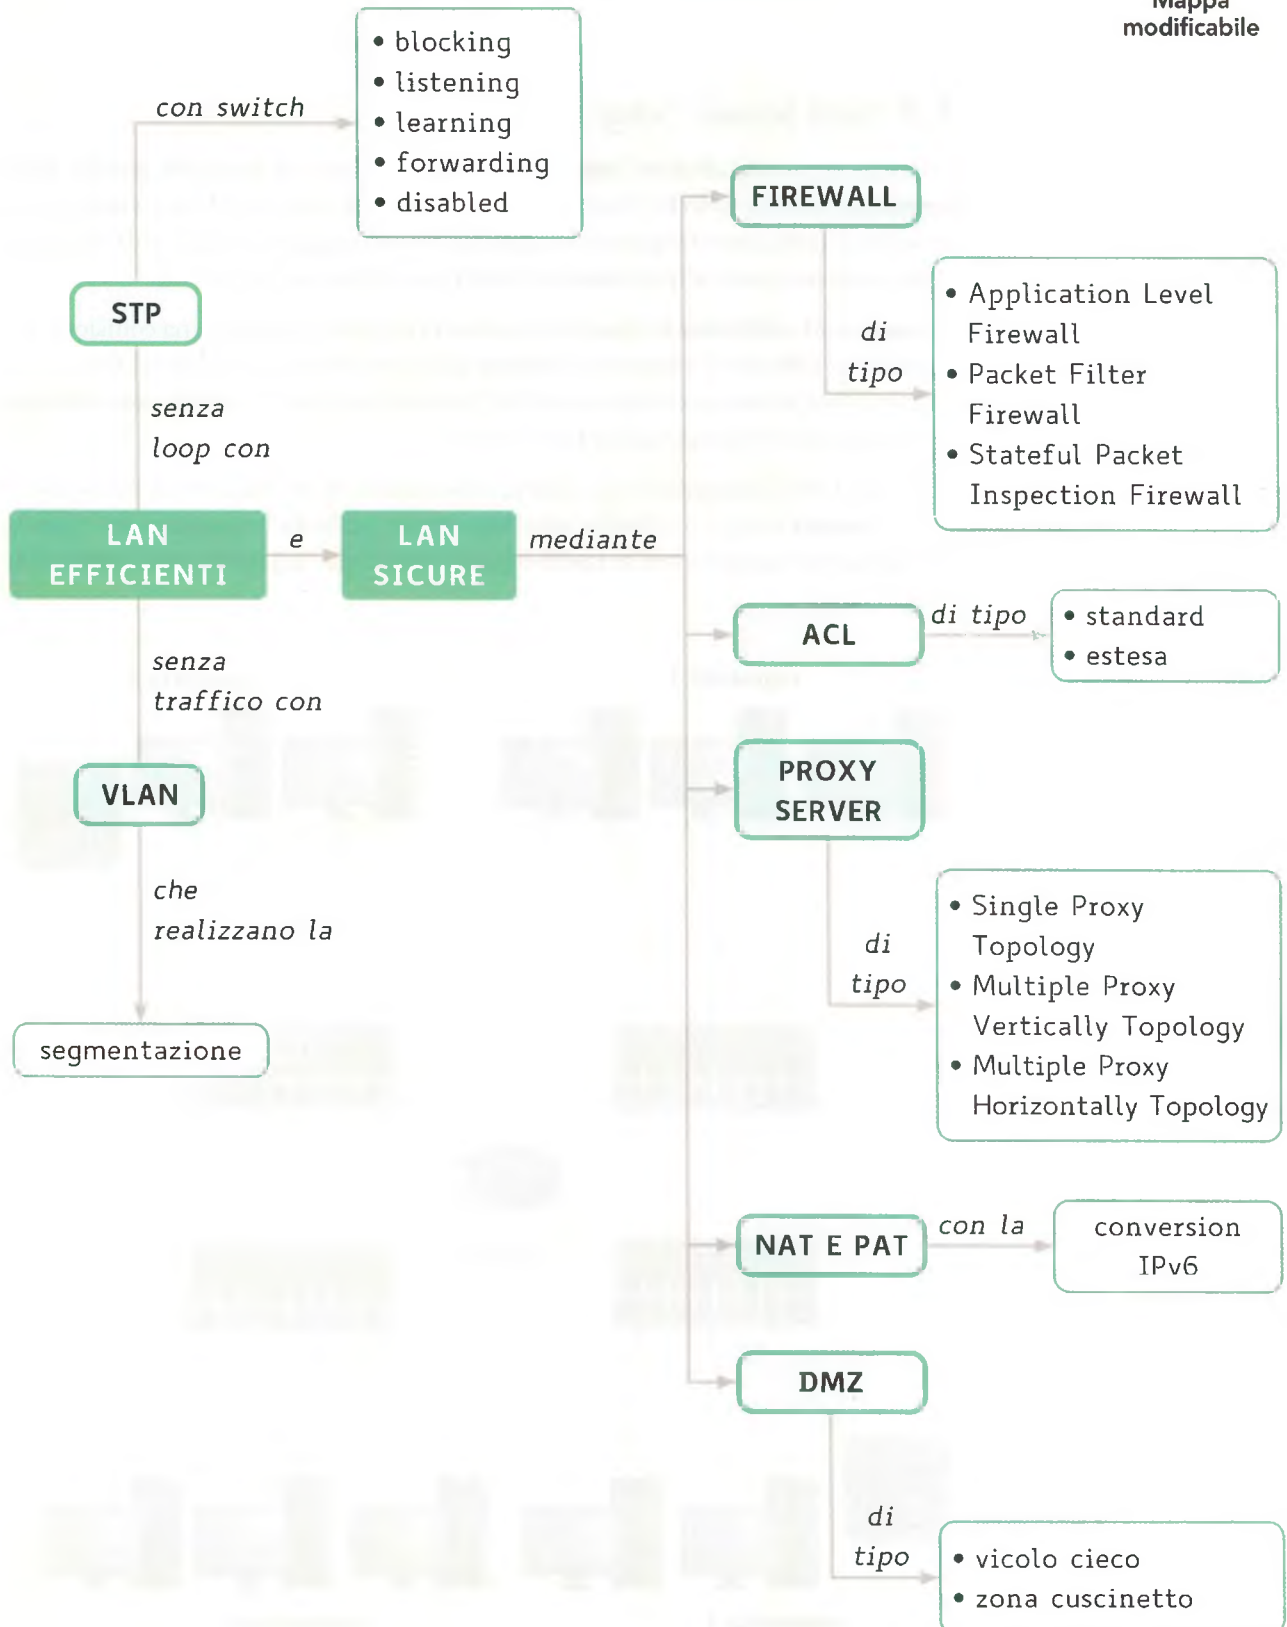 Mappa
modificabile
• blocking
• listening
• learning
• forwarding
• disabled
con switch
STP
senza
loop con
LAN
EFFICIENTI
e
LAN
SICURE
mediante
senza
traffico con
VLAN
che
realizzano la
segmentazione
FIREWALL
di
tipo
• Application Level
Firewall
• Packet Filter
Firewall
• Stateful Packet
Inspection Firewall
ACL
di tipo
• standard
• estesa
PROXY
SERVER
di
tipo
• Single Proxy
Topology
• Multiple Proxy
Vertically Topology
• Multiple Proxy
Horizontally Topology
NAT E PAT
con la
conversion
IPv6
DMZ
di
tipo
• vicolo cieco
• zona cuscinetto